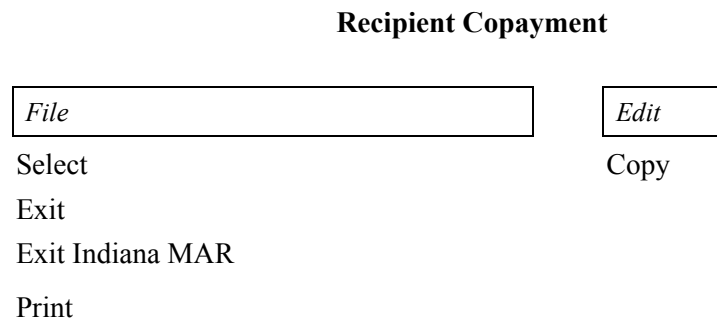 Recipient Copayment
File
Edit
Select
Copy
Exit
Exit Indiana MAR
Print